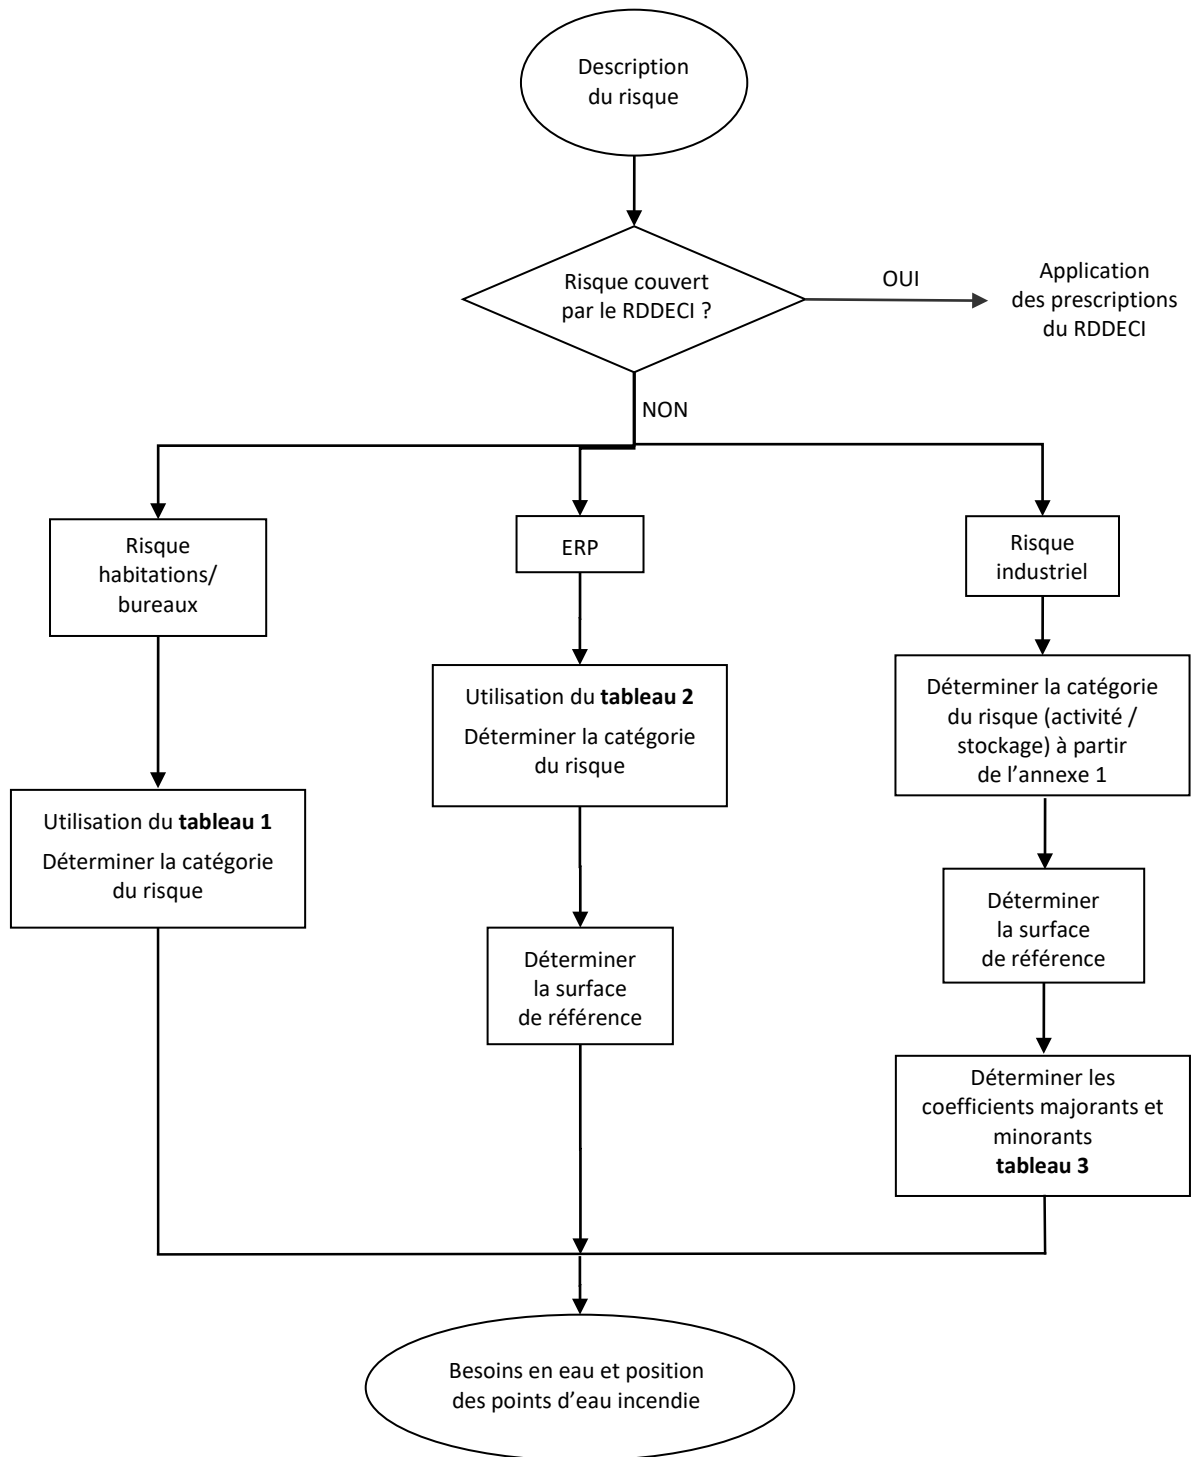 Description
du risque
Risque couvert
par le RDDECI ?
OUI
Application
des prescriptions
du RDDECI
NON
Risque
habitations/
bureaux
ERP
Risque
industriel
Utilisation du tableau 1
Déterminer la catégorie
du risque
Utilisation du tableau 2
Déterminer la catégorie
du risque
Déterminer la catégorie
du risque (activité /
stockage) à partir
de l’annexe 1
Déterminer
la surface
de référence
Déterminer
la surface
de référence
Déterminer les
coefficients majorants et
minorants
tableau 3
Besoins en eau et position
des points d’eau incendie